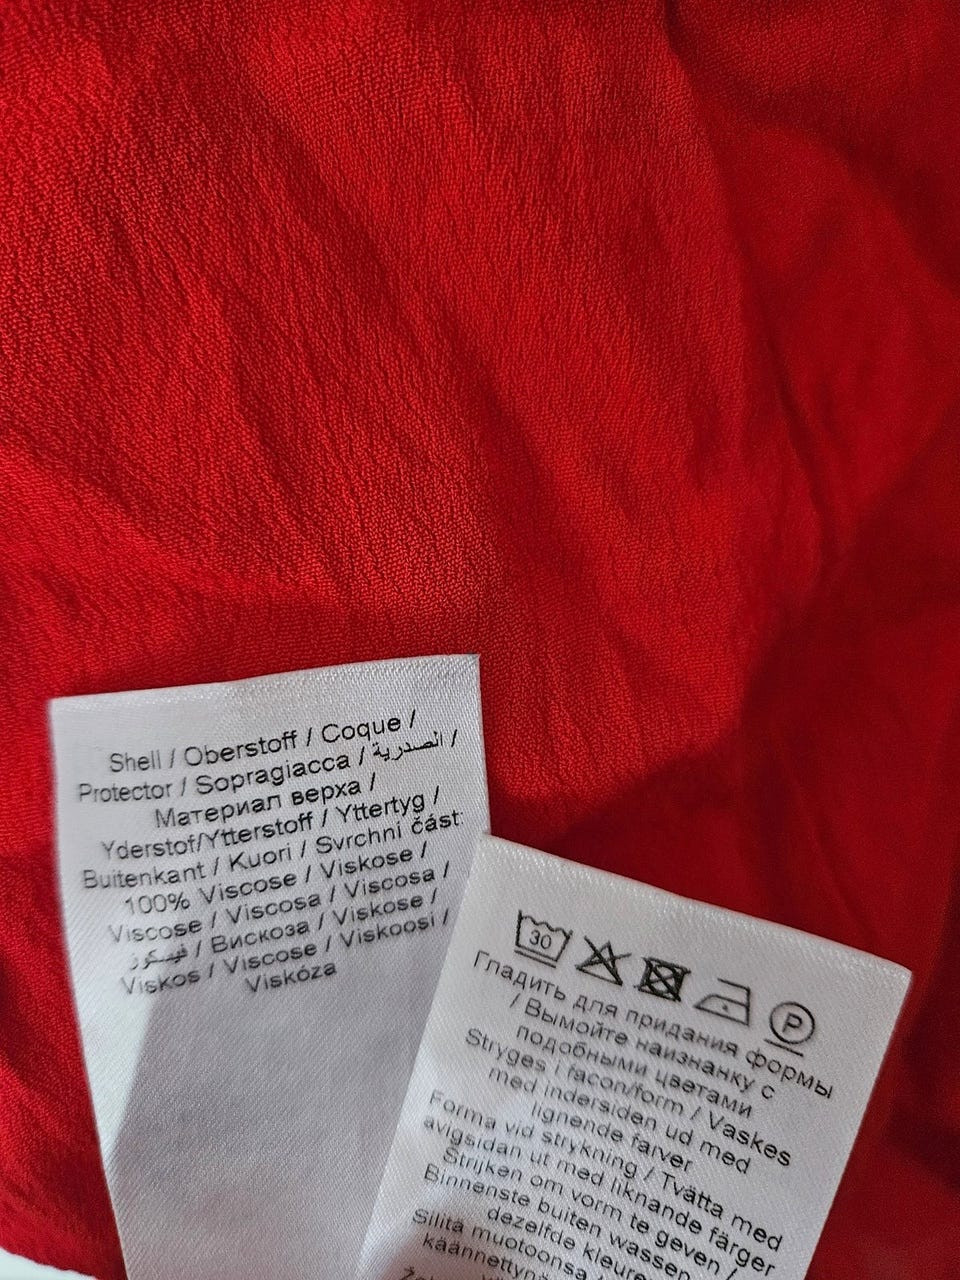 Shell / Oberstoff / Coque /
Protector / Sopragiacca / الصدرية /
Материал верха /
Yderstof/Ytterstoff / Yttertyg /
Buitenkant / Kuori / Svrchní část:
100% Viscose / Viskose /
Viscose / Viscosa / Viscosa /
فيسكوز / Вискоза / Viskose /
Viskos / Viscose / Viskoosi /
Viskóza
30
P
Гладить для придания формы
/ Вымойте наизнанку с
подобными цветами
Stryges i facon/form / Vaskes
med indersiden ud med
lignende farver
Forma vid strykning / Tvätta med
avigsidan ut med liknande färger
Strijken om vorm te geven /
Binnenste buiten wassen
dezelfde kleure
Silitä muotoonsa /
käännettynä